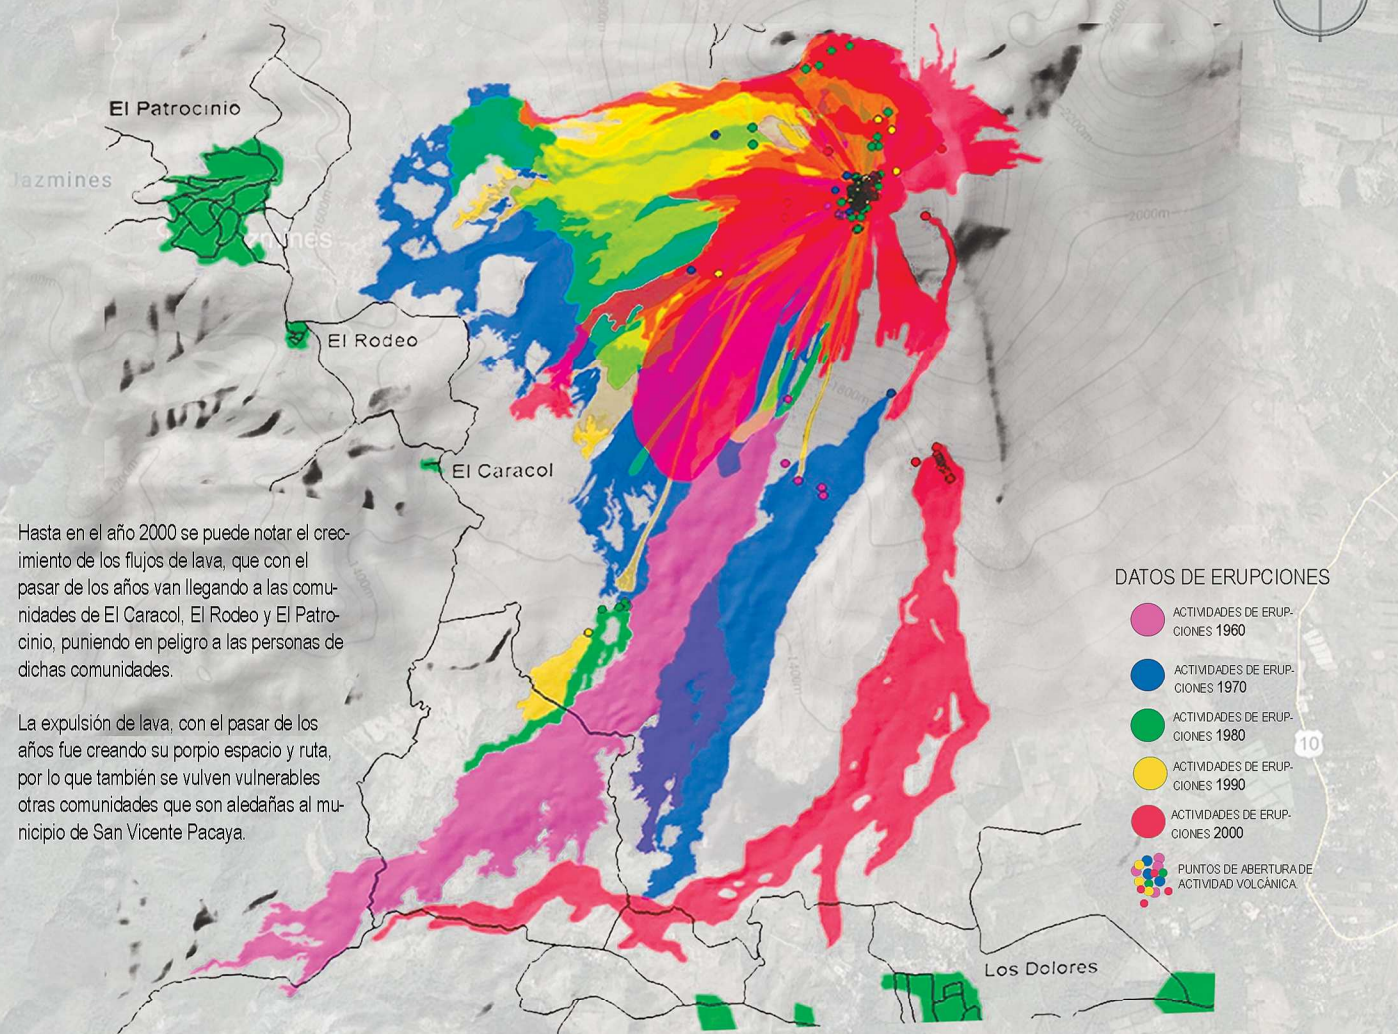 El Patrocinio
Jazmines
El Rodeo
El Caracol
Hasta en el año 2000 se puede notar el crec-
imiento de los flujos de lava, que con el
pasar de los años van llegando a las comu-
nidades de El Caracol, El Rodeo y El Patro-
cinio, puniendo en peligro a las personas de
dichas comunidades.
La expulsión de lava, con el pasar de los
años fue creando su porpio espacio y ruta,
por lo que también se vulven vulnerables
otras comunidades que son aledañas al mu-
nicipio de San Vicente Pacaya.
2000m
1800m
1400m
DATOS DE ERUPCIONES
ACTIVIDADES DE ERUP-
CIONES 1960
ACTIVIDADES DE ERUP-
CIONES 1970
ACTIVIDADES DE ERUP-
CIONES 1980
ACTIVIDADES DE ERUP-
CIONES 1990
ACTIVIDADES DE ERUP-
CIONES 2000
PUNTOS DE ABERTURA DE
ACTIVIDAD VOLCÁNICA
10
Los Dolores